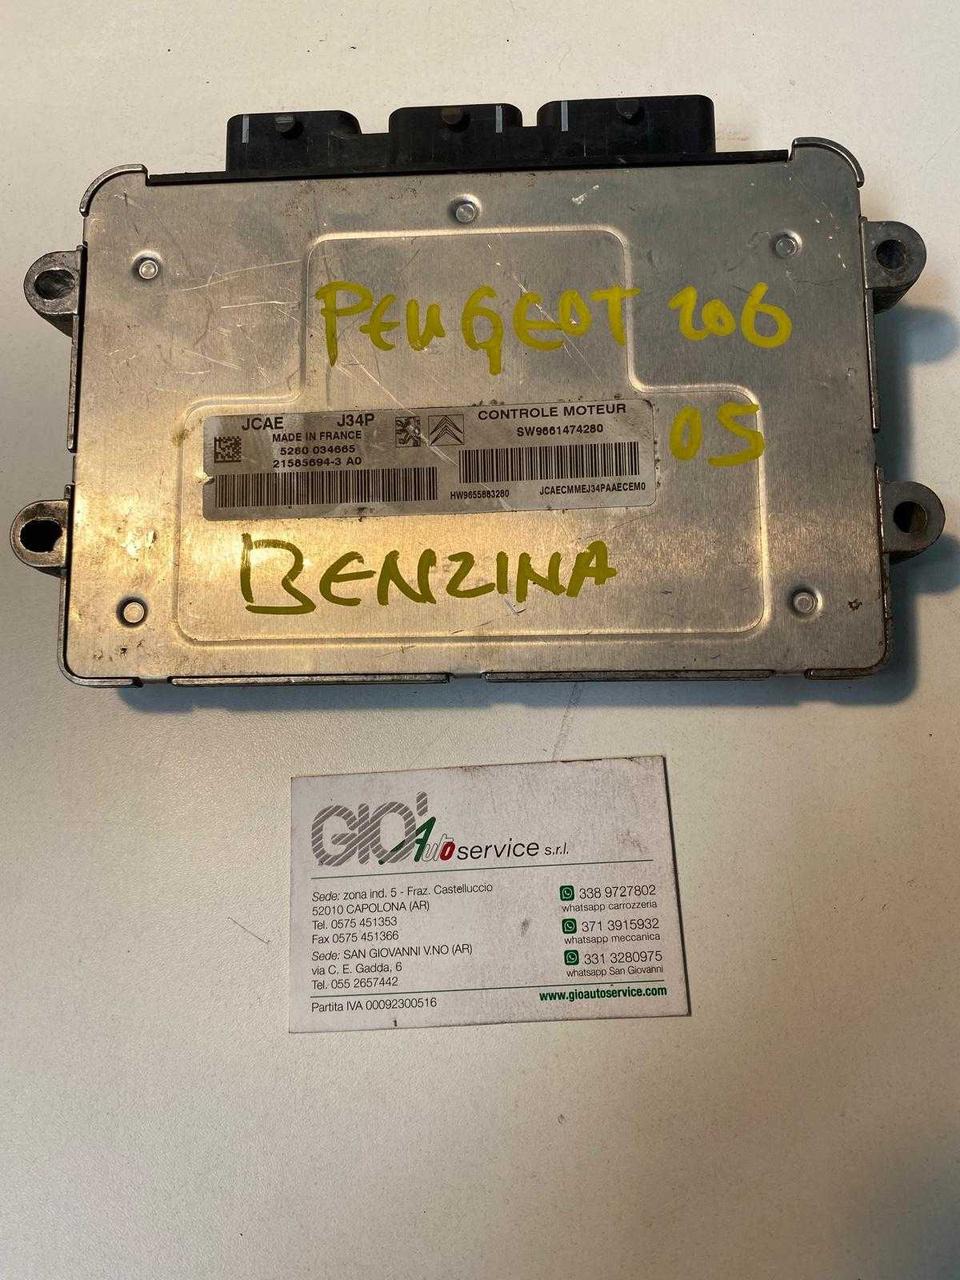 PEUGEOT 206
05
JCAE J34P
MADE IN FRANCE
5260 034665
21585694-3 A0
CONTROLE MOTEUR
SW9661474280
HW9655883280 JCAECMMEJ34PAAECEM0
BENZINA
GIO' Auto service s.r.l.
Sede: zona ind. 5 - Fraz. Castelluccio
52010 CAPOLONA (AR)
Tel. 0575 451353
Fax 0575 451366
Sede: SAN GIOVANNI V.NO (AR)
via C. E. Gadda, 6
Tel. 055 2657442
Partita IVA 00092300516
338 9727802
whatsapp carrozzeria
371 3915932
whatsapp meccanica
331 3280975
whatsapp San Giovanni
www.gioautoservice.com